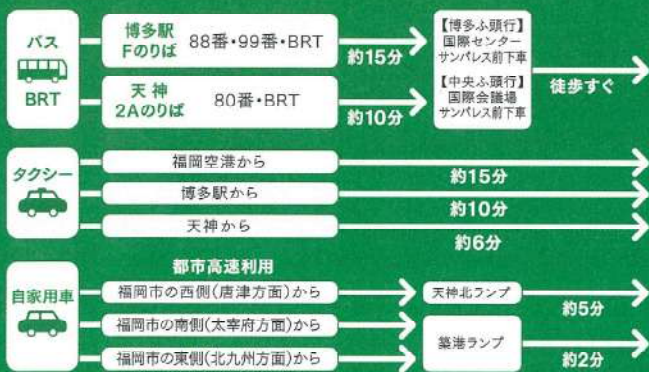 バス
BRT
博多駅
Fのりば
88番・99番・BRT
約15分
天神
2Aのりば
80番・BRT
約10分
【博多ふ頭行】
国際センター
サンパレス前下車
【中央ふ頭行】
国際会議場
サンパレス前下車
徒歩すぐ
タクシー
福岡空港から
約15分
博多駅から
約10分
天神から
約6分
自家用車
都市高速利用
福岡市の西側(唐津方面)から
天神北ランプ
約5分
福岡市の南側(太宰府方面)から
福岡市の東側(北九州方面)から
築港ランプ
約2分